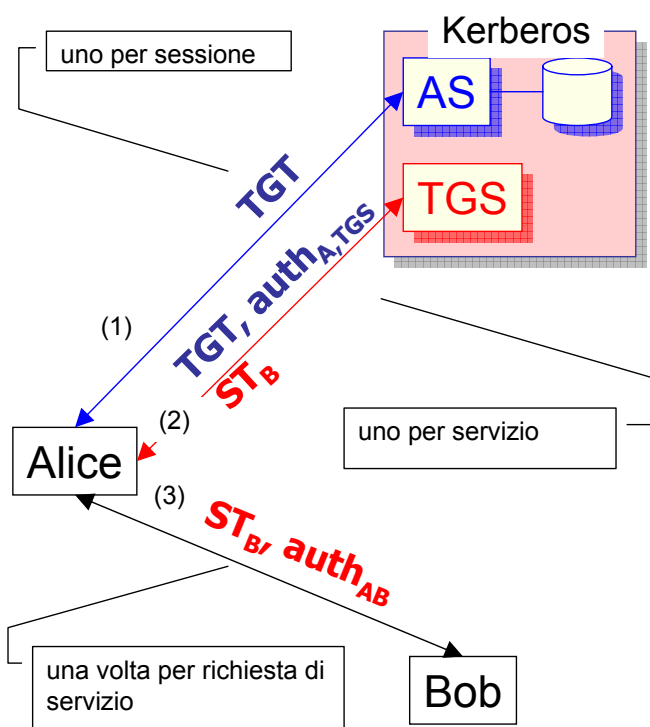 Kerberos
uno per sessione
AS
TGT
TGS
TGT, auth_A,TGS
(1)
ST_B
(2)
uno per servizio
Alice
(3)
ST_B, auth_AB
una volta per richiesta di
servizio
Bob